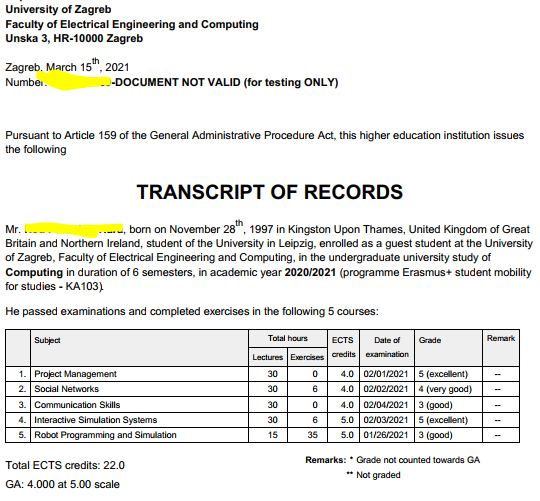 University of Zagreb
Faculty of Electrical Engineering and Computing
Unska 3, HR-10000 Zagreb
Zagreb, March 15th, 2021
Number: -DOCUMENT NOT VALID (for testing ONLY)
Pursuant to Article 159 of the General Administrative Procedure Act, this higher education institution issues
the following
TRANSCRIPT OF RECORDS
Mr. born on November 28th, 1997 in Kingston Upon Thames, United Kingdom of Great
Britain and Northern Ireland, student of the University in Leipzig, enrolled as a guest student at the University
of Zagreb, Faculty of Electrical Engineering and Computing, in the undergraduate university study of
Computing in duration of 6 semesters, in academic year 2020/2021 (programme Erasmus+ student mobility
for studies - KA103).
He passed examinations and completed exercises in the following 5 courses:
Subject Total hours ECTS Date of Grade Remark
Lectures Exercises credits examination
1. Project Management 30 0 4.0 02/01/2021 5 (excellent) --
2. Social Networks 30 6 4.0 02/02/2021 4 (very good) --
3. Communication Skills 30 0 4.0 02/04/2021 3 (good) --
4. Interactive Simulation Systems 30 6 5.0 02/03/2021 5 (excellent) --
5. Robot Programming and Simulation 15 35 5.0 01/26/2021 3 (good) --
Total ECTS credits: 22.0 Remarks: * Grade not counted towards GA
** Not graded
GA: 4.000 at 5.00 scale